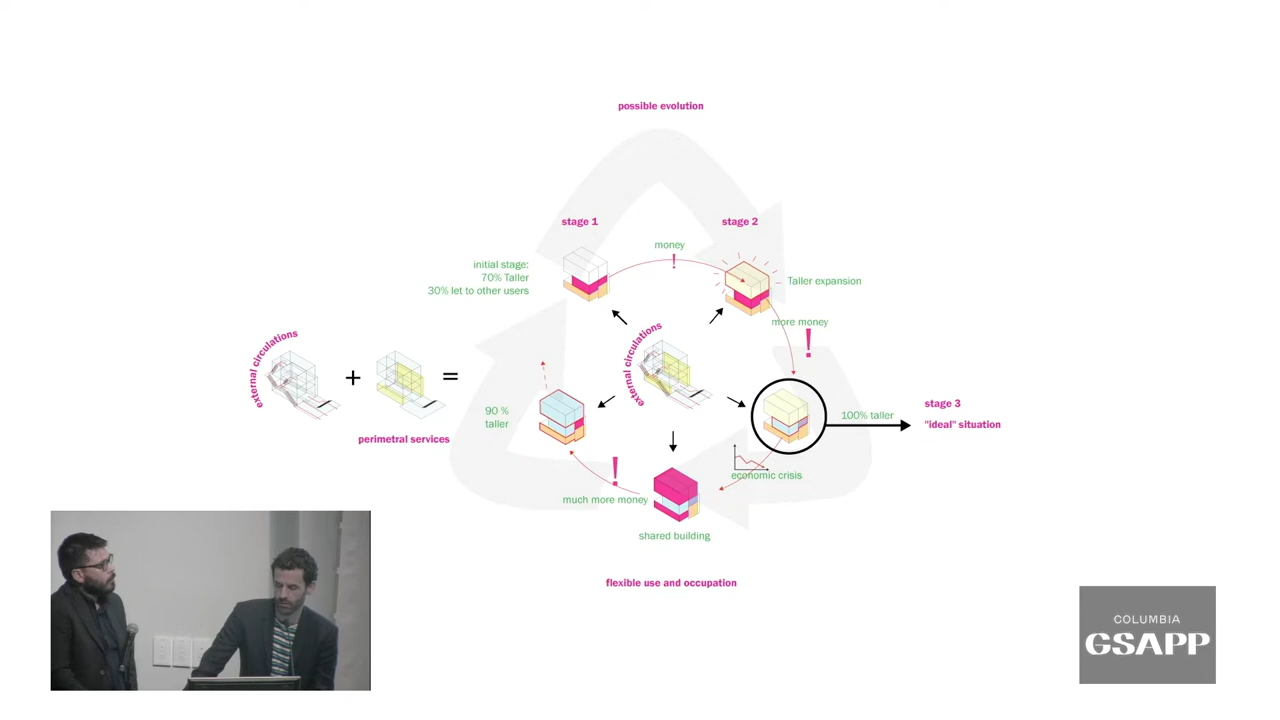 possible evolution
stage 1
stage 2
money
!
initial stage:
70% Taller
30% let to other users
Taller expansion
more money
!
external circulations
+
=
perimetral services
external circulations
90 %
taller
100% taller
stage 3
"ideal" situation
economic crisis
!
much more money
shared building
flexible use and occupation
COLUMBIA
GSAPP